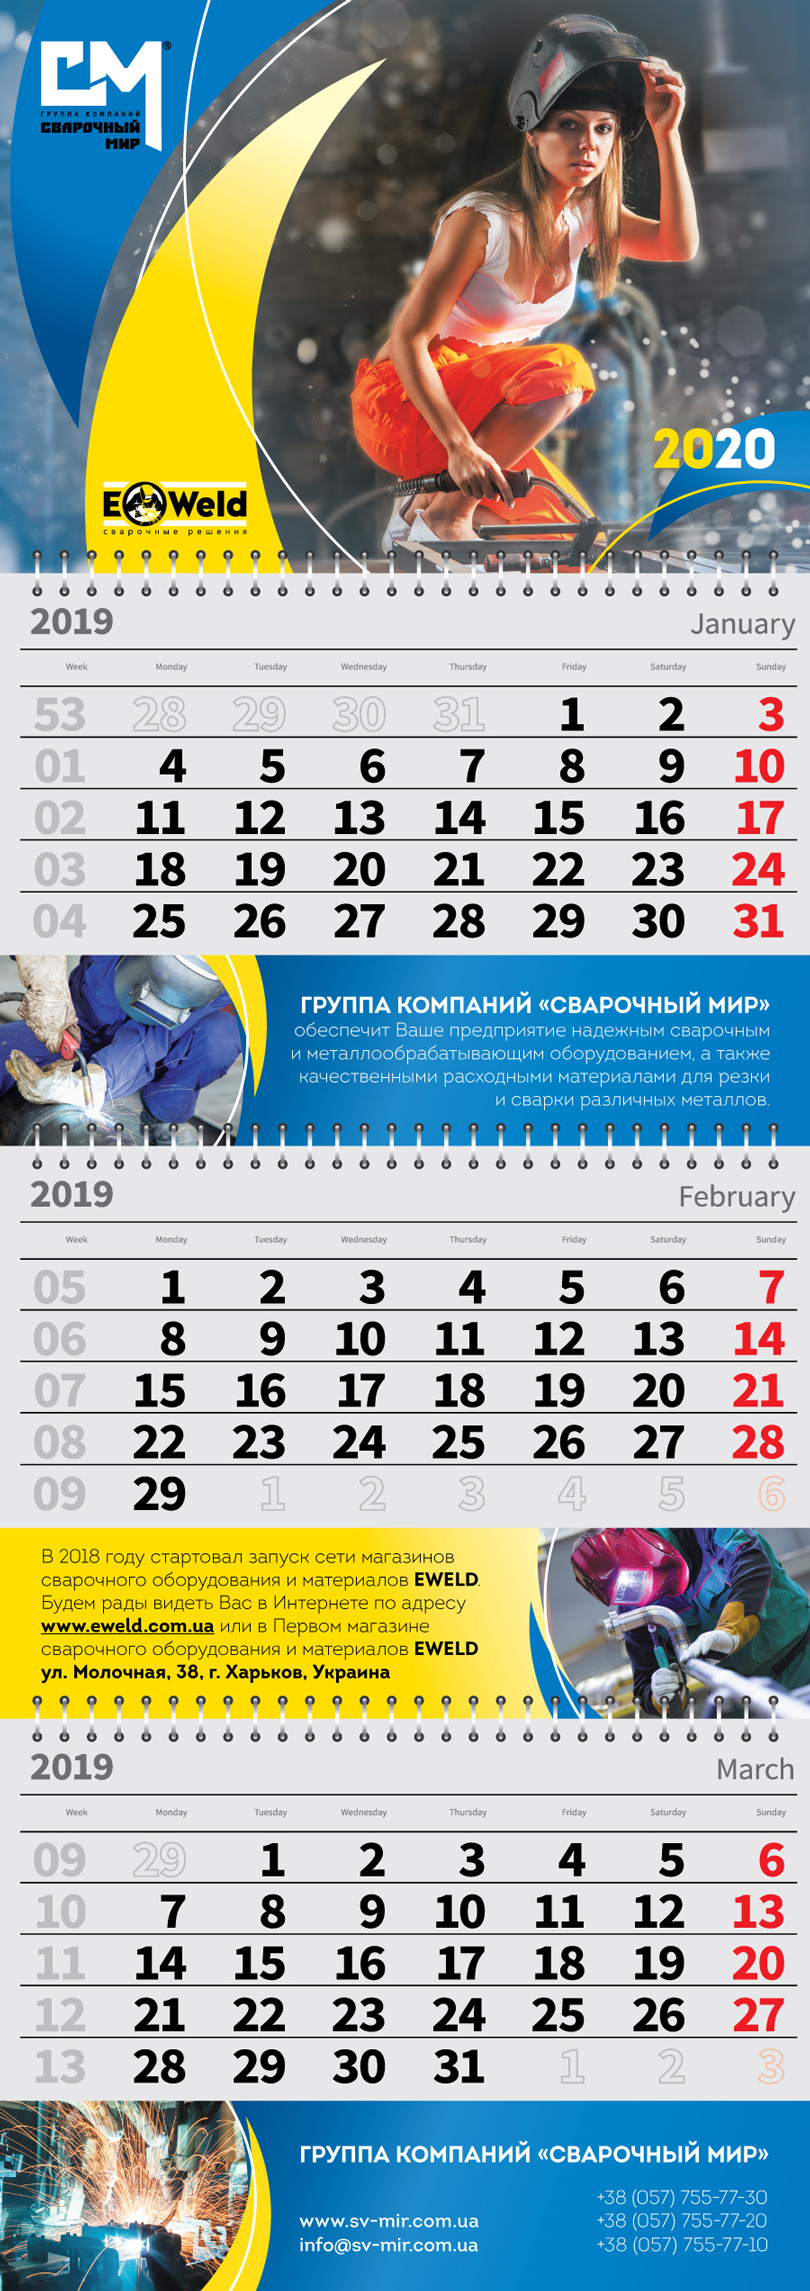 СМ®
ГРУППА КОМПАНИЙ
СВАРОЧНЫЙ
МИР
2020
EWeld
сварочные решения
2019 January
Week Monday Tuesday Wednesday Thursday Friday Saturday Sunday
53 28 29 30 31 1 2 3
01 4 5 6 7 8 9 10
02 11 12 13 14 15 16 17
03 18 19 20 21 22 23 24
04 25 26 27 28 29 30 31
ГРУППА КОМПАНИЙ «СВАРОЧНЫЙ МИР»
обеспечит Ваше предприятие надежным сварочным
и металлообрабатывающим оборудованием, а также
качественными расходными материалами для резки
и сварки различных металлов.
2019 February
Week Monday Tuesday Wednesday Thursday Friday Saturday Sunday
05 1 2 3 4 5 6 7
06 8 9 10 11 12 13 14
07 15 16 17 18 19 20 21
08 22 23 24 25 26 27 28
09 29 1 2 3 4 5 6
В 2018 году стартовал запуск сети магазинов
сварочного оборудования и материалов EWELD.
Будем рады видеть Вас в Интернете по адресу
www.eweld.com.ua или в Первом магазине
сварочного оборудования и материалов EWELD
ул. Молочная, 38, г. Харьков, Украина
2019 March
Week Monday Tuesday Wednesday Thursday Friday Saturday Sunday
09 29 1 2 3 4 5 6
10 7 8 9 10 11 12 13
11 14 15 16 17 18 19 20
12 21 22 23 24 25 26 27
13 28 29 30 31 1 2 3
ГРУППА КОМПАНИЙ «СВАРОЧНЫЙ МИР»
+38 (057) 755-77-30
www.sv-mir.com.ua +38 (057) 755-77-20
info@sv-mir.com.ua +38 (057) 755-77-10